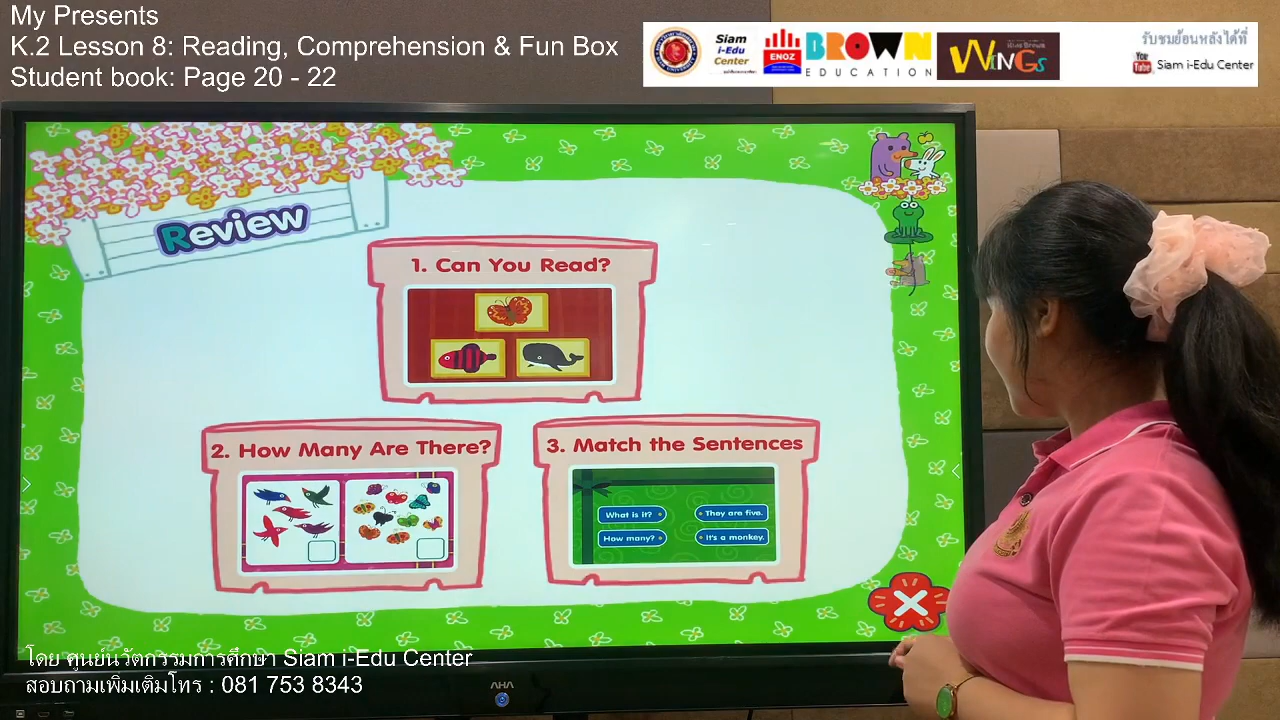 My Presents
K.2 Lesson 8: Reading, Comprehension & Fun Box
Student book: Page 20 - 22
Siam
i-Edu
Center
ENOZ
BROWN
EDUCATION
WINGS
รับชมย้อนหลังได้ที่
You
Tube
Siam i-Edu Center
Review
1. Can You Read?
2. How Many Are There?
3. Match the Sentences
What is it?
They are five.
How many?
It's a monkey.
โดย ศูนย์นวัตกรรมการศึกษา Siam i-Edu Center
สอบถามเพิ่มเติมโทร : 081 753 8343
AHA